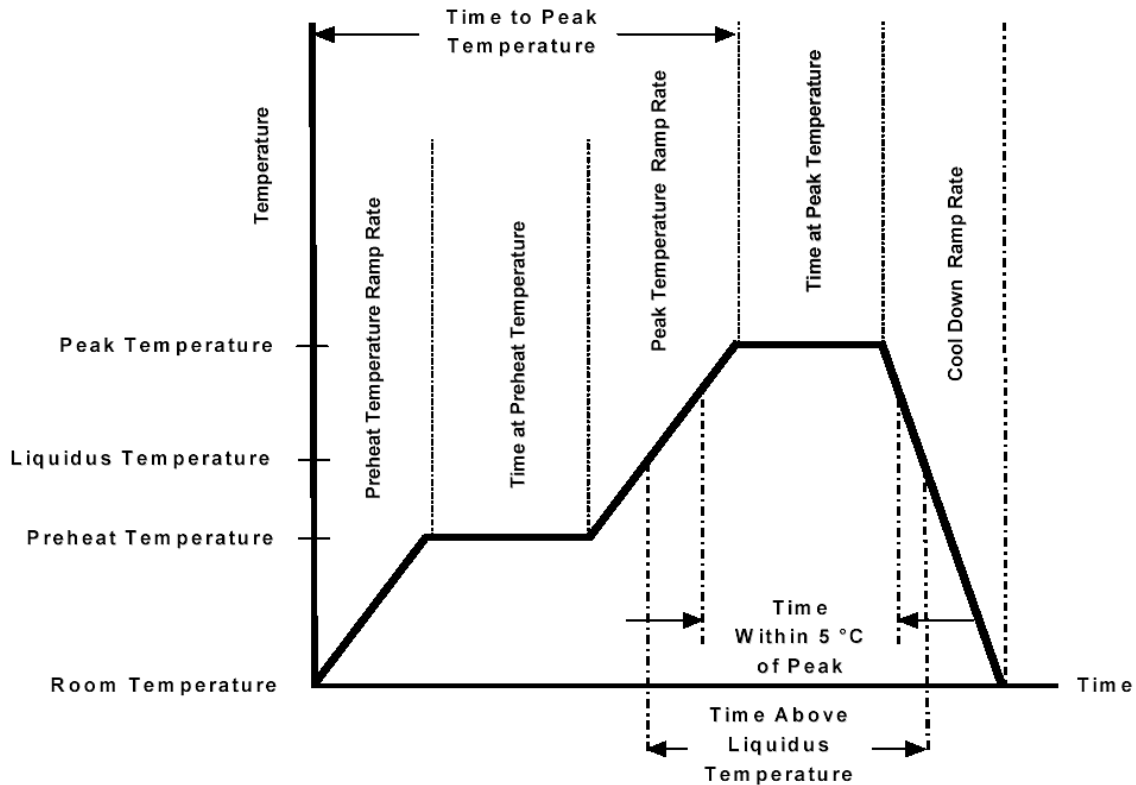 Time to Peak
Temperature
Temperature
Preheat Temperature Ramp Rate
Time at Preheat Temperature
Peak Temperature Ramp Rate
Time at Peak Temperature
Cool Down Ramp Rate
Peak Temperature
Liquidus Temperature
Preheat Temperature
Room Temperature
Time
Within 5 °C
of Peak
Time
Time Above
Liquidus
Temperature